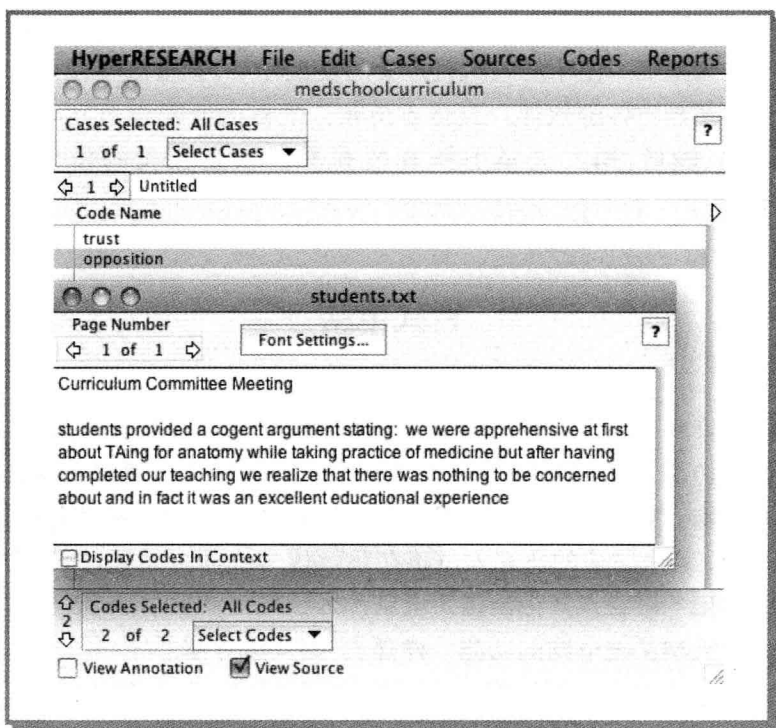 HyperRESEARCH File Edit Cases Sources Codes Reports
medschoolcurriculum
Cases Selected: All Cases
?
1 of 1 Select Cases
1 Untitled
Code Name
trust
opposition
students.txt
Page Number
?
1 of 1 Font Settings...
Curriculum Committee Meeting
students provided a cogent argument stating: we were apprehensive at first
about TAing for anatomy while taking practice of medicine but after having
completed our teaching we realize that there was nothing to be concerned
about and in fact it was an excellent educational experience
Display Codes In Context
Codes Selected: All Codes
2
2 of 2 Select Codes
View Annotation View Source